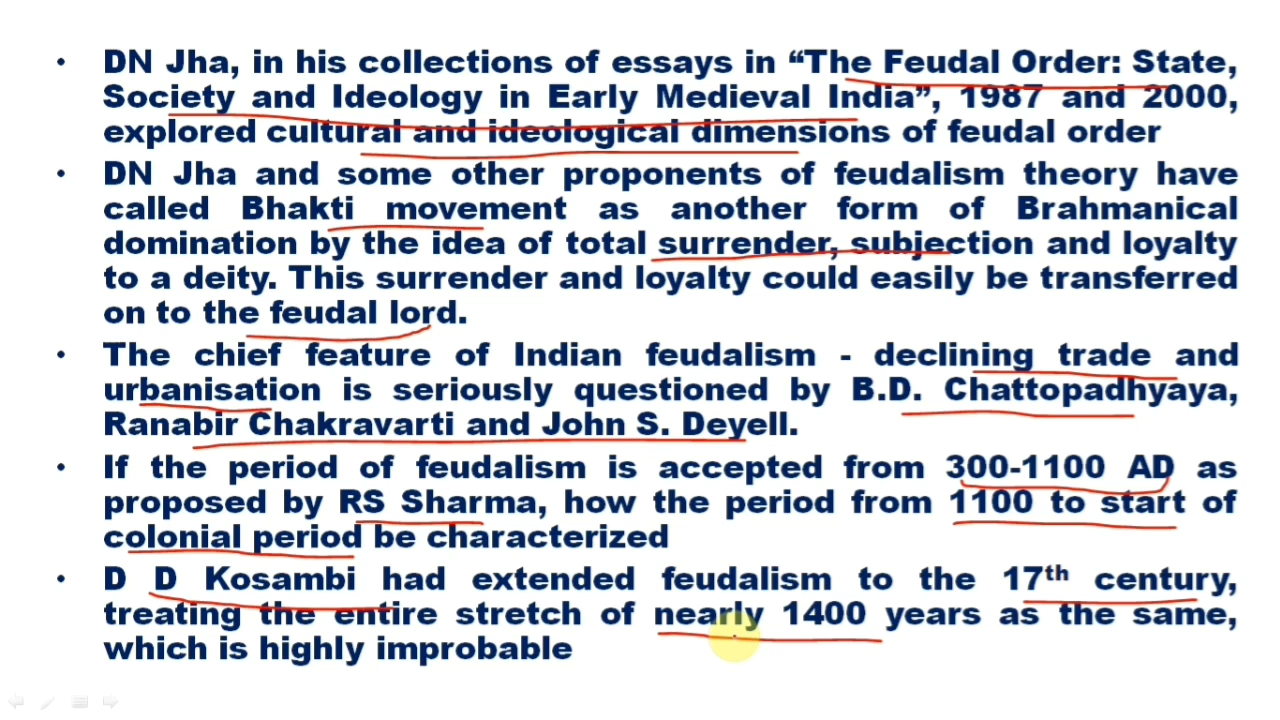 • DN Jha, in his collections of essays in “The Feudal Order: State,
Society and Ideology in Early Medieval India”, 1987 and 2000,
explored cultural and ideological dimensions of feudal order
• DN Jha and some other proponents of feudalism theory have
called Bhakti movement as another form of Brahmanical
domination by the idea of total surrender, subjection and loyalty
to a deity. This surrender and loyalty could easily be transferred
on to the feudal lord.
• The chief feature of Indian feudalism - declining trade and
urbanisation is seriously questioned by B.D. Chattopadhyaya,
Ranabir Chakravarti and John S. Deyell.
• If the period of feudalism is accepted from 300-1100 AD as
proposed by RS Sharma, how the period from 1100 to start of
colonial period be characterized
• D D Kosambi had extended feudalism to the 17th century,
treating the entire stretch of nearly 1400 years as the same,
which is highly improbable